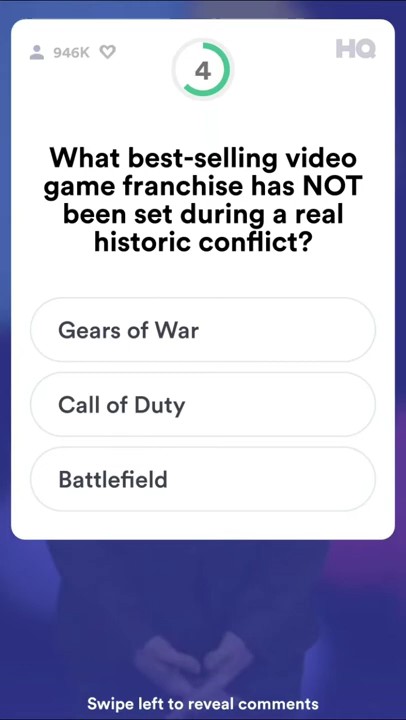 946K
4
HQ
What best-selling video
game franchise has NOT
been set during a real
historic conflict?
Gears of War
Call of Duty
Battlefield
Swipe left to reveal comments